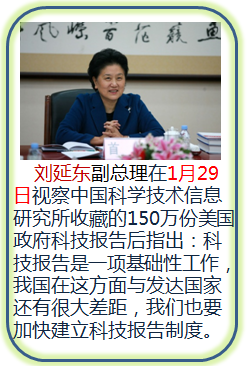 刘延东副总理在1月29
日视察中国科学技术信息
研究所收藏的150万份美国
政府科技报告后指出：科
技报告是一项基础性工作，
我国在这方面与发达国家
还有很大差距，我们也要
加快建立科技报告制度。